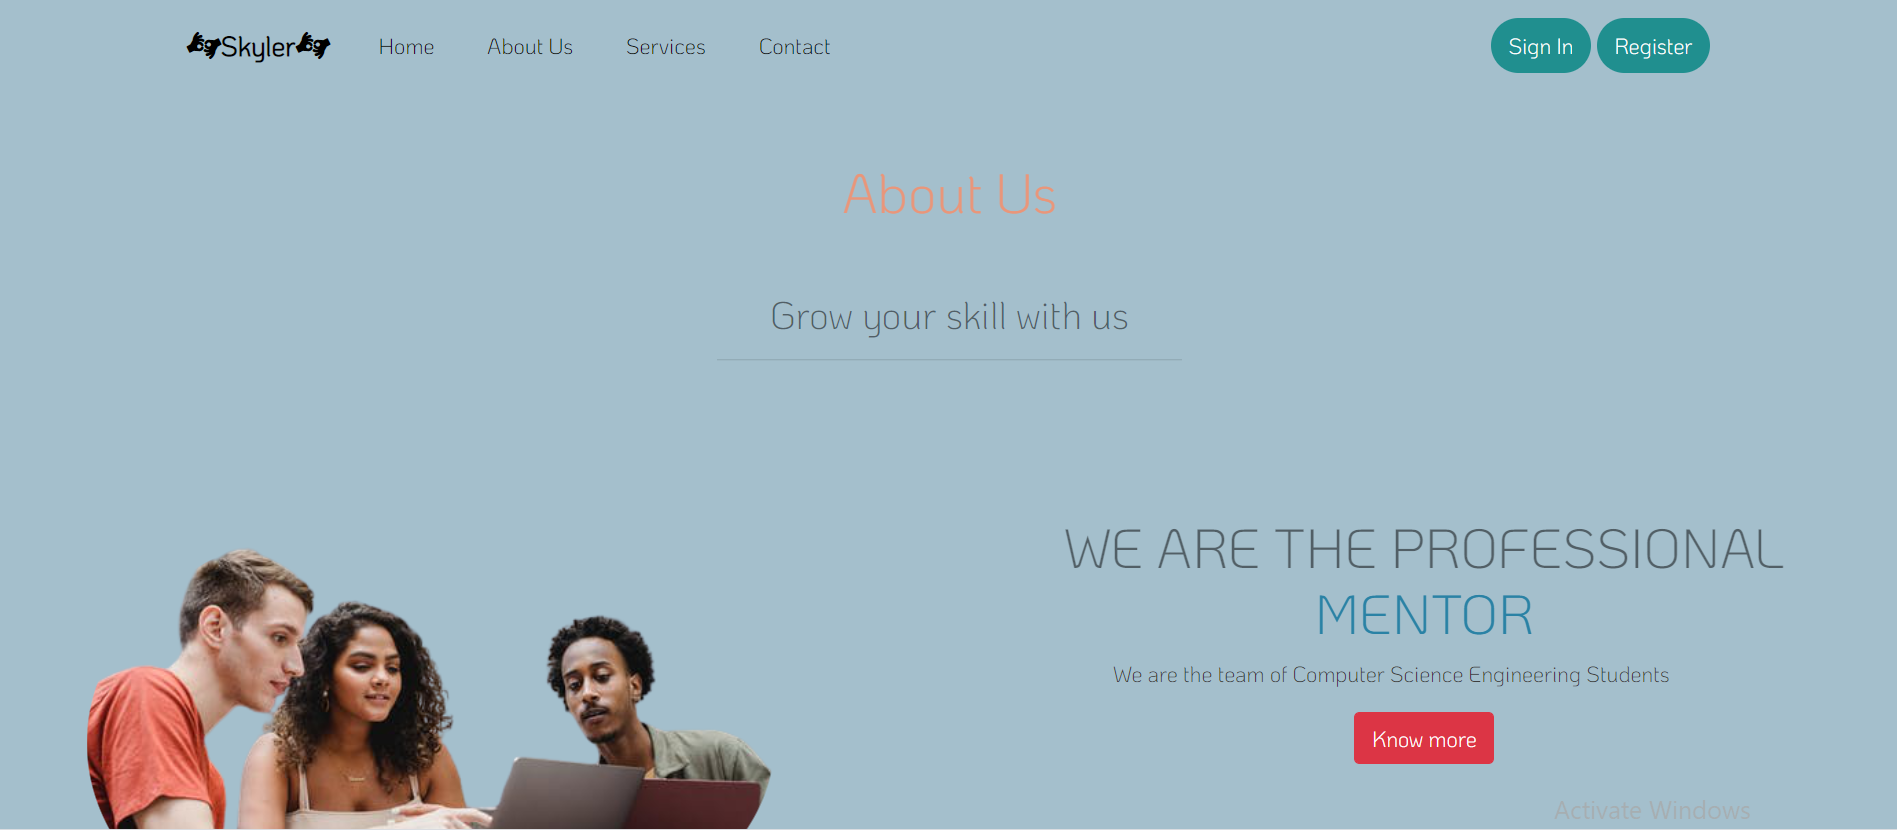 Skyler Home About Us Services Contact Sign In Register
About Us
Grow your skill with us
WE ARE THE PROFESSIONAL
MENTOR
We are the team of Computer Science Engineering Students
Know more
Activate Windows